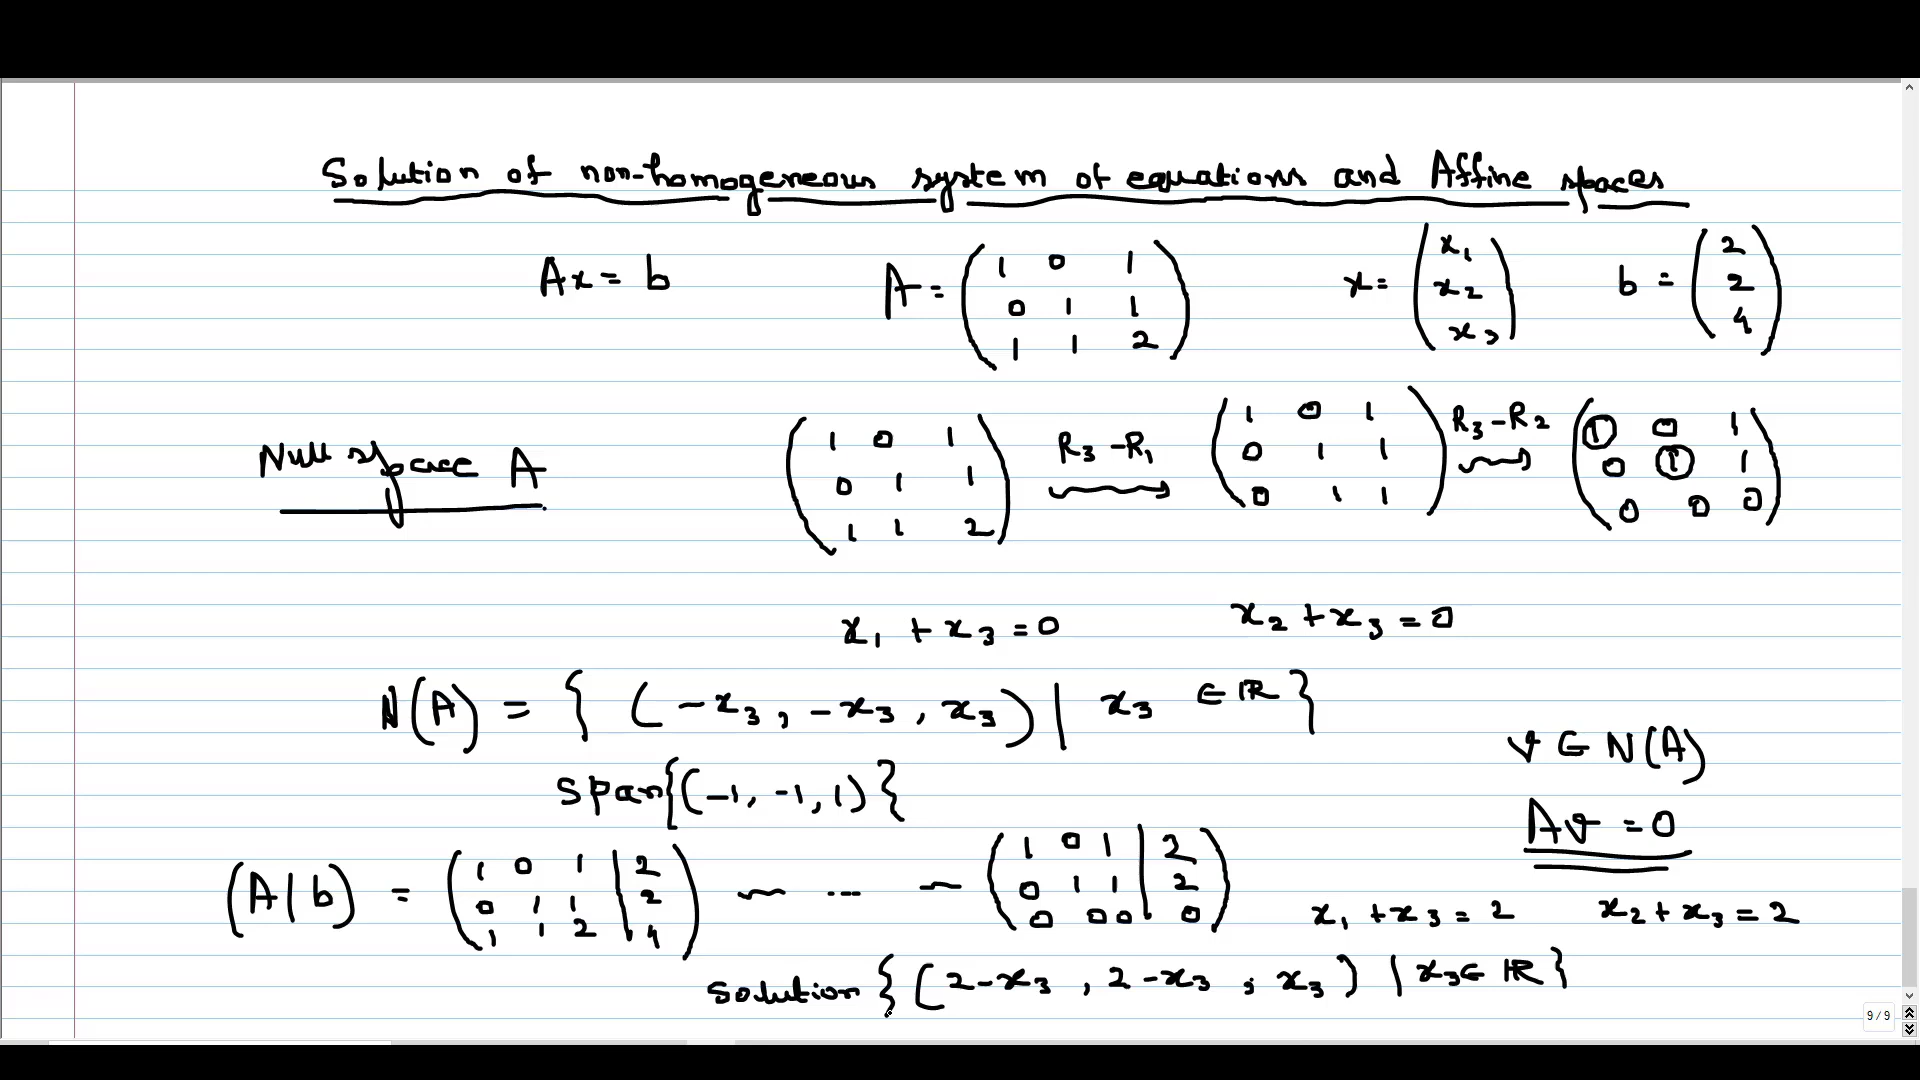 Solution of non-homogeneous system of equations and Affine spaces
Ax = b A = (1 0 1 0 1 1 1 1 2) x = (x₁ x₂ x₃) b = (2 2 4)
Null space A (1 0 1 0 1 1 1 1 2) R₃ - R₁ (1 0 1 0 1 1 0 1 1) R₃ - R₂ (1 0 1 0 1 1 0 0 0)
x₁ + x₃ = 0 x₂ + x₃ = 0
N(A) = { (-x₃, -x₃, x₃) | x₃ ∈ ℝ }
v ∈ N(A)
span{(-1, -1, 1)}
Av = 0
(A|b) = (1 0 1 | 2 0 1 1 | 2 1 1 2 | 4) ~ ... ~ (1 0 1 | 2 0 1 1 | 2 0 0 0 | 0) x₁ + x₃ = 2 x₂ + x₃ = 2
solution { (2-x₃, 2-x₃, x₃) | x₃ ∈ ℝ }
9 / 9